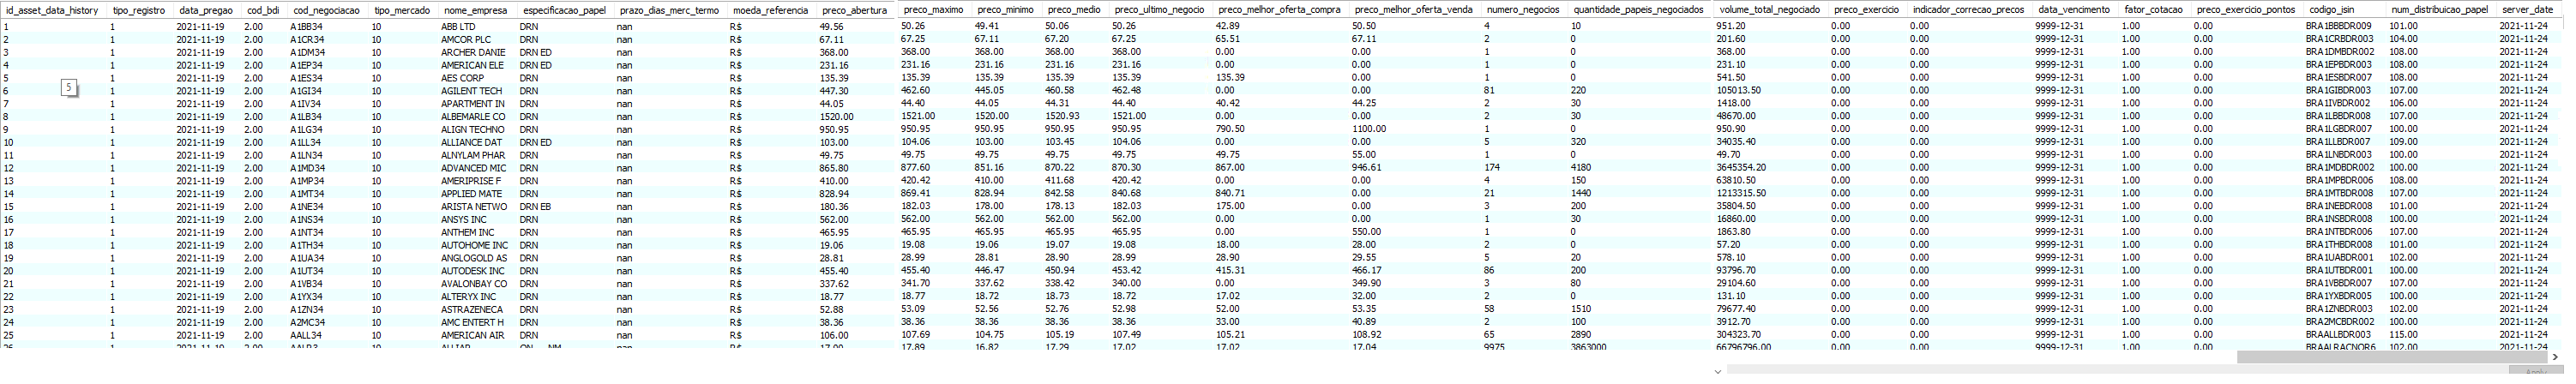 id_asset_data_history tipo_registro data_pregao cod_bdi cod_negociacao tipo_mercado nome_empresa especificacao_papel prazo_dias_merc_termo moeda_referencia preco_abertura preco_maximo preco_minimo preco_medio preco_ultimo_negocio preco_melhor_oferta_compra preco_melhor_oferta_venda numero_negocios quantidade_papeis_negociados volume_total_negociado preco_exercicio indicador_correcao_precos data_vencimento fator_cotacao preco_exercicio_pontos codigo_isin num_distribuicao_papel server_date
1 1 2021-11-19 2.00 A1BB34 10 ABB LTD DRN nan R$ 49.56 50.26 49.41 50.06 50.26 42.89 50.50 4 10 951.20 0.00 0.00 9999-12-31 1.00 0.00 BRA1BBBDR009 101.00 2021-11-24
2 1 2021-11-19 2.00 A1CR34 10 AMCOR PLC DRN nan R$ 67.11 67.25 67.11 67.20 67.25 65.51 67.11 2 0 201.60 0.00 0.00 9999-12-31 1.00 0.00 BRA1CRBDR003 104.00 2021-11-24
3 1 2021-11-19 2.00 A1DM34 10 ARCHER DANIE DRN ED nan R$ 368.00 368.00 368.00 368.00 368.00 0.00 0.00 1 0 368.00 0.00 0.00 9999-12-31 1.00 0.00 BRA1DMBDR002 108.00 2021-11-24
4 1 2021-11-19 2.00 A1EP34 10 AMERICAN ELE DRN ED nan R$ 231.16 231.16 231.16 231.16 231.16 0.00 0.00 1 0 231.10 0.00 0.00 9999-12-31 1.00 0.00 BRA1EPBDR003 108.00 2021-11-24
5 1 2021-11-19 2.00 A1ES34 10 AES CORP DRN nan R$ 135.39 135.39 135.39 135.39 135.39 135.39 0.00 1 0 541.50 0.00 0.00 9999-12-31 1.00 0.00 BRA1ESBDR007 108.00 2021-11-24
6 5 1 2021-11-19 2.00 A1GI34 10 AGILENT TECH DRN nan R$ 447.30 462.60 445.05 460.58 462.48 0.00 0.00 81 220 105013.50 0.00 0.00 9999-12-31 1.00 0.00 BRA1GIBDR003 107.00 2021-11-24
7 1 2021-11-19 2.00 A1IV34 10 APARTMENT IN DRN nan R$ 44.05 44.40 44.05 44.31 44.40 40.42 44.25 2 30 1418.00 0.00 0.00 9999-12-31 1.00 0.00 BRA1IVBDR002 106.00 2021-11-24
8 1 2021-11-19 2.00 A1LB34 10 ALBEMARLE CO DRN nan R$ 1520.00 1521.00 1520.00 1520.93 1521.00 0.00 0.00 2 30 48670.00 0.00 0.00 9999-12-31 1.00 0.00 BRA1LBBDR008 107.00 2021-11-24
9 1 2021-11-19 2.00 A1LG34 10 ALIGN TECHNO DRN nan R$ 950.95 950.95 950.95 950.95 950.95 790.50 1100.00 1 0 950.90 0.00 0.00 9999-12-31 1.00 0.00 BRA1LGBDR007 100.00 2021-11-24
10 1 2021-11-19 2.00 A1LL34 10 ALLIANCE DAT DRN ED nan R$ 103.00 104.06 103.00 103.45 104.06 0.00 0.00 5 320 34035.40 0.00 0.00 9999-12-31 1.00 0.00 BRA1LLBDR007 109.00 2021-11-24
11 1 2021-11-19 2.00 A1LN34 10 ALNYLAM PHAR DRN nan R$ 49.75 49.75 49.75 49.75 49.75 49.75 55.00 1 0 49.70 0.00 0.00 9999-12-31 1.00 0.00 BRA1LNBDR003 100.00 2021-11-24
12 1 2021-11-19 2.00 A1MD34 10 ADVANCED MIC DRN nan R$ 865.80 877.60 851.16 870.22 870.30 867.00 946.61 174 4180 3645354.20 0.00 0.00 9999-12-31 1.00 0.00 BRA1MDBDR002 100.00 2021-11-24
13 1 2021-11-19 2.00 A1MP34 10 AMERIPRISE F DRN nan R$ 410.00 420.42 410.00 411.68 420.42 0.00 0.00 4 150 63810.50 0.00 0.00 9999-12-31 1.00 0.00 BRA1MPBDR006 108.00 2021-11-24
14 1 2021-11-19 2.00 A1MT34 10 APPLIED MATE DRN nan R$ 828.94 869.41 828.94 842.58 840.68 840.71 0.00 21 1440 1213315.50 0.00 0.00 9999-12-31 1.00 0.00 BRA1MTBDR008 107.00 2021-11-24
15 1 2021-11-19 2.00 A1NE34 10 ARISTA NETWO DRN EB nan R$ 180.36 182.03 178.00 178.13 182.03 175.00 0.00 3 200 35804.50 0.00 0.00 9999-12-31 1.00 0.00 BRA1NEBDR008 101.00 2021-11-24
16 1 2021-11-19 2.00 A1NS34 10 ANSYS INC DRN nan R$ 562.00 562.00 562.00 562.00 562.00 0.00 0.00 1 30 16860.00 0.00 0.00 9999-12-31 1.00 0.00 BRA1NSBDR008 100.00 2021-11-24
17 1 2021-11-19 2.00 A1NT34 10 ANTHEM INC DRN nan R$ 465.95 465.95 465.95 465.95 465.95 0.00 550.00 1 0 1863.80 0.00 0.00 9999-12-31 1.00 0.00 BRA1NTBDR006 107.00 2021-11-24
18 1 2021-11-19 2.00 A1TH34 10 AUTOHOME INC DRN nan R$ 19.06 19.08 19.06 19.07 19.08 18.00 28.00 2 0 57.20 0.00 0.00 9999-12-31 1.00 0.00 BRA1THBDR008 101.00 2021-11-24
19 1 2021-11-19 2.00 A1UA34 10 ANGLOGOLD AS DRN nan R$ 28.81 28.99 28.81 28.90 28.99 28.90 29.55 5 20 578.10 0.00 0.00 9999-12-31 1.00 0.00 BRA1UABDR001 102.00 2021-11-24
20 1 2021-11-19 2.00 A1UT34 10 AUTODESK INC DRN nan R$ 455.40 455.40 446.47 450.94 453.42 415.31 466.17 86 200 93796.70 0.00 0.00 9999-12-31 1.00 0.00 BRA1UTBDR001 100.00 2021-11-24
21 1 2021-11-19 2.00 A1VB34 10 AVALONBAY CO DRN nan R$ 337.62 341.70 337.62 338.42 340.00 0.00 349.90 3 80 29104.60 0.00 0.00 9999-12-31 1.00 0.00 BRA1VBBDR007 107.00 2021-11-24
22 1 2021-11-19 2.00 A1YX34 10 ALTERYX INC DRN nan R$ 18.77 18.77 18.72 18.73 18.72 17.02 32.00 2 0 131.10 0.00 0.00 9999-12-31 1.00 0.00 BRA1YXBDR005 100.00 2021-11-24
23 1 2021-11-19 2.00 A1ZN34 10 ASTRAZENECA DRN nan R$ 52.88 53.09 52.56 52.76 52.98 52.00 53.35 58 1510 79677.40 0.00 0.00 9999-12-31 1.00 0.00 BRA1ZNBDR003 102.00 2021-11-24
24 1 2021-11-19 2.00 A2MC34 10 AMC ENTERT H DRN nan R$ 38.36 38.36 38.36 38.36 38.36 33.00 40.89 2 100 3912.70 0.00 0.00 9999-12-31 1.00 0.00 BRA2MCBDR002 100.00 2021-11-24
25 1 2021-11-19 2.00 AALL34 10 AMERICAN AIR DRN nan R$ 106.00 107.69 104.75 105.19 107.49 105.21 108.92 65 2890 304323.70 0.00 0.00 9999-12-31 1.00 0.00 BRAALLBDR003 115.00 2021-11-24
26 1 2021-11-19 2.00 AALR3 10 ALLIAR ON NM nan R$ 17.00 17.89 16.82 17.29 17.02 17.02 17.04 9975 3863000 66796796.00 0.00 0.00 9999-12-31 1.00 0.00 BRAALRACNOR6 102.00 2021-11-24
Apply